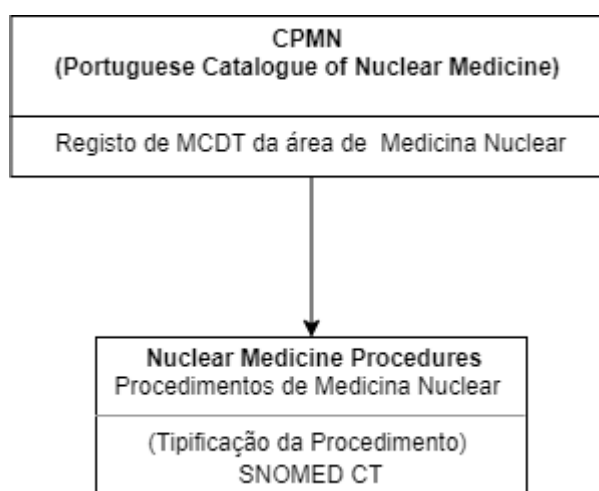 CPMN
(Portuguese Catalogue of Nuclear Medicine)
Registo de MCDT da área de Medicina Nuclear
Nuclear Medicine Procedures
Procedimentos de Medicina Nuclear
(Tipificação da Procedimento)
SNOMED CT